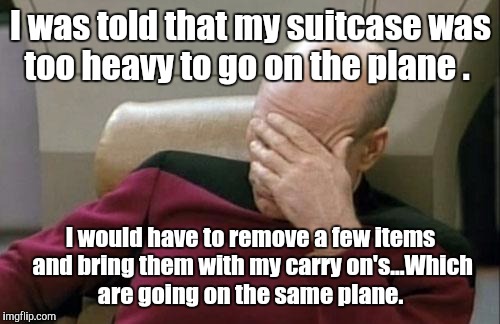 I was told that my suitcase was
too heavy to go on the plane .
I would have to remove a few items
and bring them with my carry on's...Which
are going on the same plane.
imgflip.com